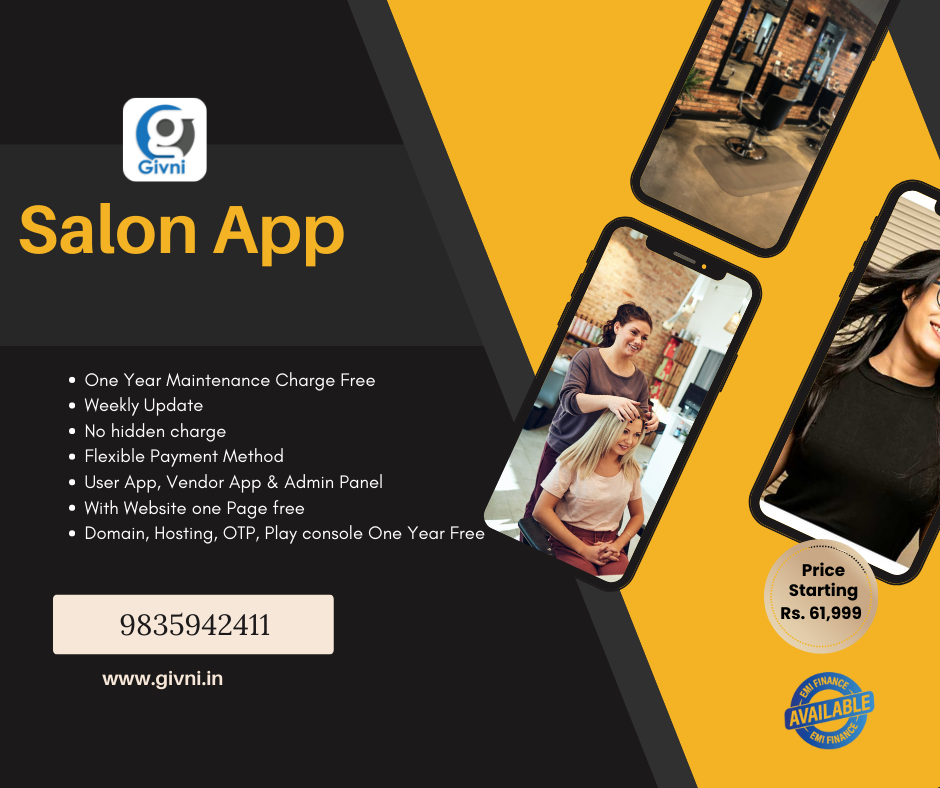 Givni
Salon App
One Year Maintenance Charge Free
Weekly Update
No hidden charge
Flexible Payment Method
User App, Vendor App & Admin Panel
With Website one Page free
Domain, Hosting, OTP, Play console One Year Free
9835942411
www.givni.in
Price
Starting
Rs. 61,999
EMI FINANCE
AVAILABLE
EMI FINANCE